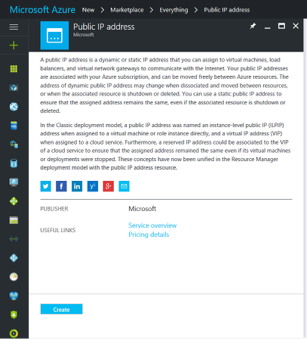 Microsoft Azure New > Marketplace > Everything > Public IP address
Public IP address
Microsoft
A public IP address is a dynamic or static IP address that you can assign to virtual machines, load
balancers, and virtual network gateways to communicate with the Internet. Your public IP addresses
are associated with your Azure subscription, and can be moved freely between Azure resources. The
address of dynamic public IP address may change when dissociated and moved between resources,
or when the associated resource is shutdown or deleted. You can use a static public IP address to
ensure that the assigned address remains the same, even if the associated resource is shutdown or
deleted.
In the Classic deployment model, a public IP address was named an instance-level public IP (ILPIP)
address when assigned to a virtual machine or role instance directly, and a virtual IP address (VIP)
when assigned to a cloud service. Furthermore, a reserved IP address could be associated to the VIP
of a cloud service to ensure that the assigned address remained the same even if its virtual machines
or deployments were stopped. These concepts have now been unified in the Resource Manager
deployment model with the public IP address resource.
PUBLISHER Microsoft
USEFUL LINKS Service overview
Pricing details
Create